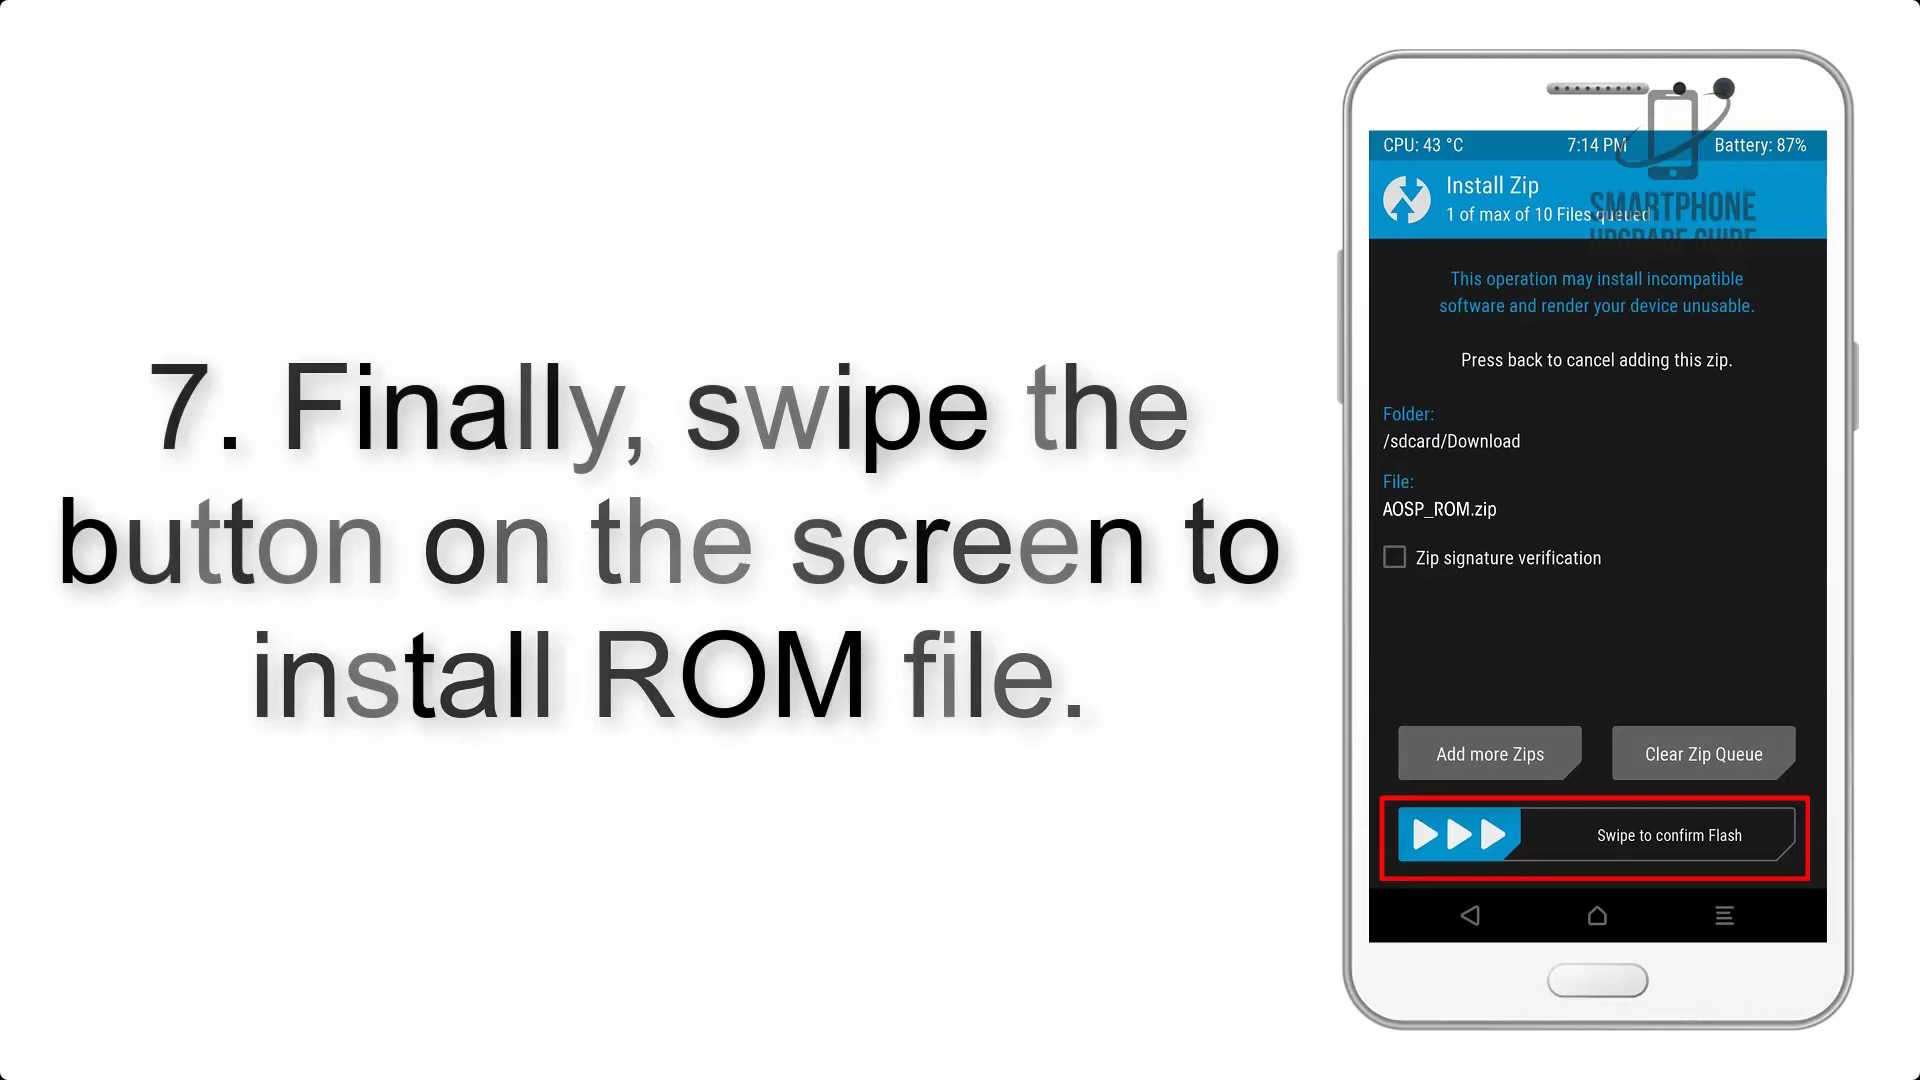 7. Finally, swipe the
button on the screen to
install ROM file.
CPU: 43 °C 7:14 PM Battery: 87%
Install Zip
1 of max of 10 Files queued
SMARTPHONE
UPGRADE GUIDE
This operation may install incompatible
software and render your device unusable.
Press back to cancel adding this zip.
Folder:
/sdcard/Download
File:
AOSP_ROM.zip
Zip signature verification
Add more Zips Clear Zip Queue
Swipe to confirm Flash